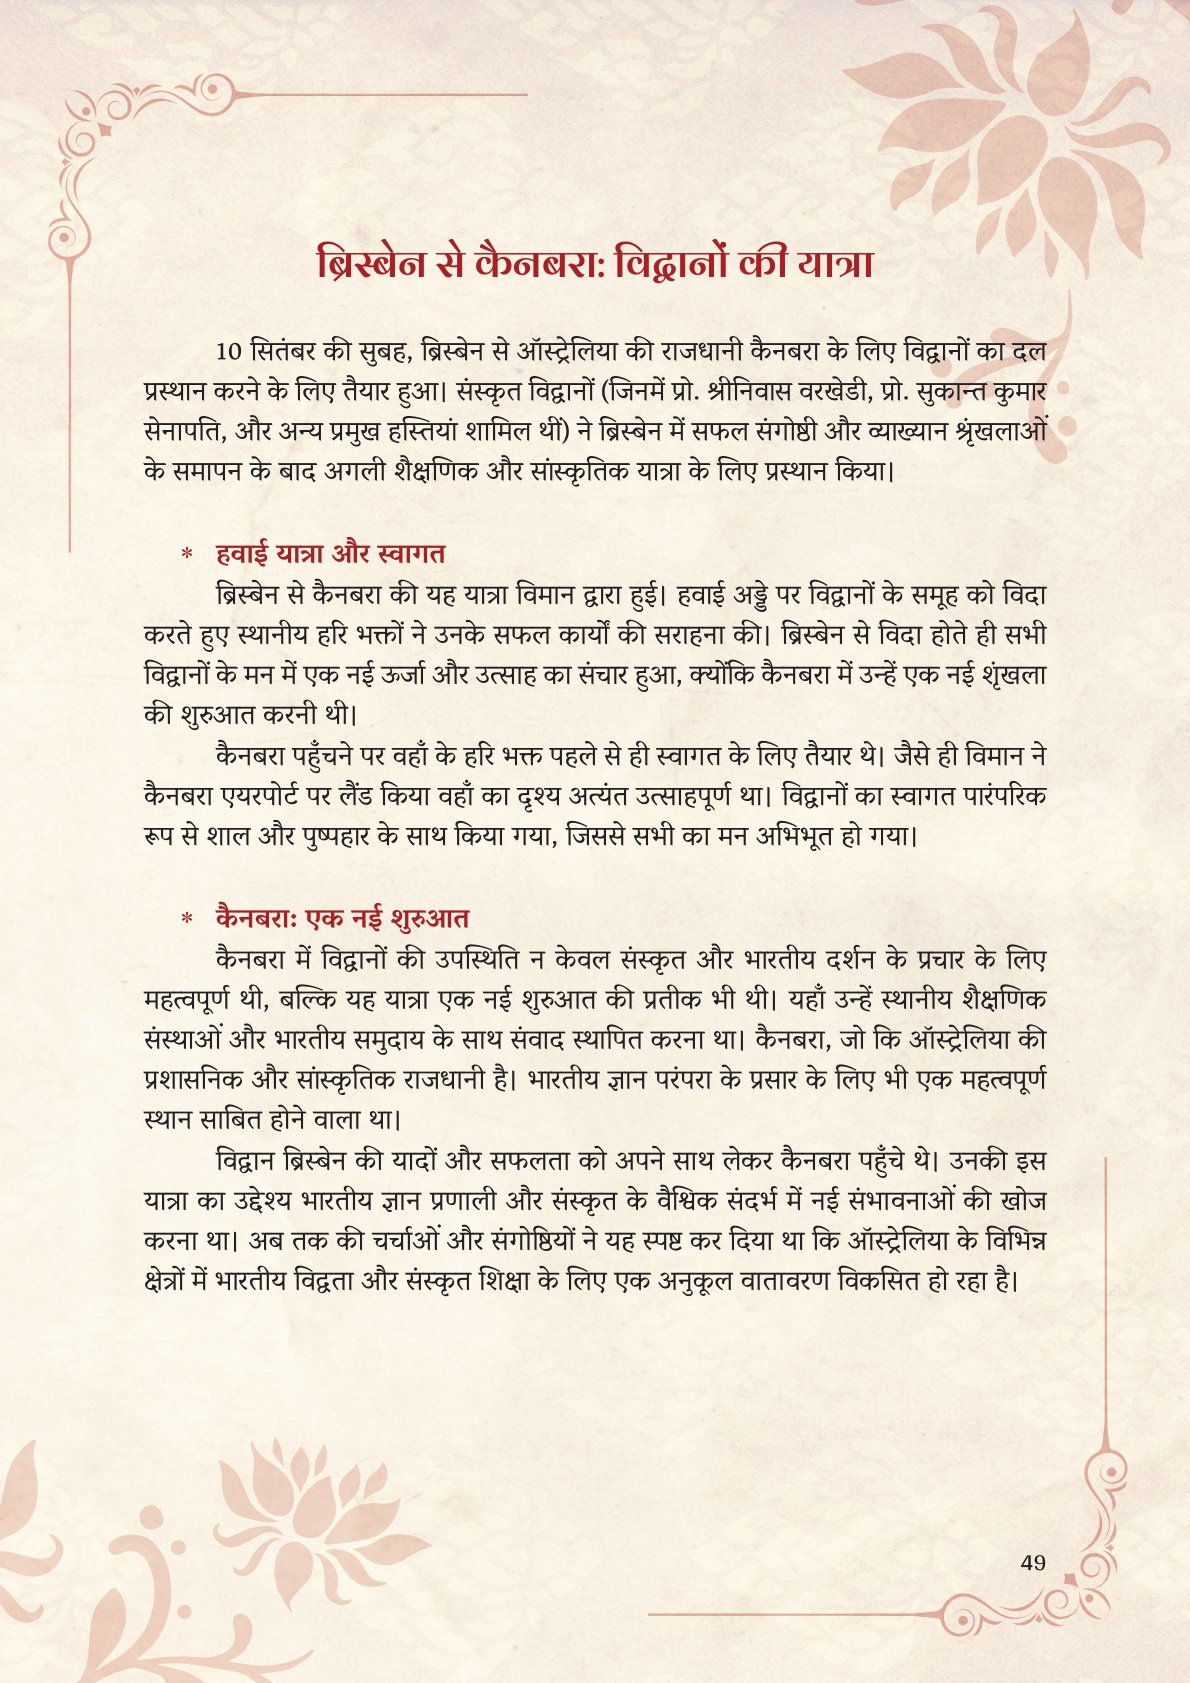 ब्रिस्बेन से कैनबरा: विद्वानों की यात्रा
10 सितंबर की सुबह, ब्रिस्बेन से ऑस्ट्रेलिया की राजधानी कैनबरा के लिए विद्वानों का दल
प्रस्थान करने के लिए तैयार हुआ। संस्कृत विद्वानों (जिनमें प्रो. श्रीनिवास वरखेडी, प्रो. सुकान्त कुमार
सेनापति, और अन्य प्रमुख हस्तियां शामिल थीं) ने ब्रिस्बेन में सफल संगोष्ठी और व्याख्यान श्रृंखलाओं
के समापन के बाद अगली शैक्षणिक और सांस्कृतिक यात्रा के लिए प्रस्थान किया।
* हवाई यात्रा और स्वागत
ब्रिस्बेन से कैनबरा की यह यात्रा विमान द्वारा हुई। हवाई अड्डे पर विद्वानों के समूह को विदा
करते हुए स्थानीय हरि भक्तों ने उनके सफल कार्यों की सराहना की। ब्रिस्बेन से विदा होते ही सभी
विद्वानों के मन में एक नई ऊर्जा और उत्साह का संचार हुआ, क्योंकि कैनबरा में उन्हें एक नई शृंखला
की शुरुआत करनी थी।
कैनबरा पहुँचने पर वहाँ के हरि भक्त पहले से ही स्वागत के लिए तैयार थे। जैसे ही विमान ने
कैनबरा एयरपोर्ट पर लैंड किया वहाँ का दृश्य अत्यंत उत्साहपूर्ण था। विद्वानों का स्वागत पारंपरिक
रूप से शाल और पुष्पहार के साथ किया गया, जिससे सभी का मन अभिभूत हो गया।
* कैनबरा: एक नई शुरुआत
कैनबरा में विद्वानों की उपस्थिति न केवल संस्कृत और भारतीय दर्शन के प्रचार के लिए
महत्वपूर्ण थी, बल्कि यह यात्रा एक नई शुरुआत की प्रतीक भी थी। यहाँ उन्हें स्थानीय शैक्षणिक
संस्थाओं और भारतीय समुदाय के साथ संवाद स्थापित करना था। कैनबरा, जो कि ऑस्ट्रेलिया की
प्रशासनिक और सांस्कृतिक राजधानी है। भारतीय ज्ञान परंपरा के प्रसार के लिए भी एक महत्वपूर्ण
स्थान साबित होने वाला था।
विद्वान ब्रिस्बेन की यादों और सफलता को अपने साथ लेकर कैनबरा पहुँचे थे। उनकी इस
यात्रा का उद्देश्य भारतीय ज्ञान प्रणाली और संस्कृत के वैश्विक संदर्भ में नई संभावनाओं की खोज
करना था। अब तक की चर्चाओं और संगोष्ठियों ने यह स्पष्ट कर दिया था कि ऑस्ट्रेलिया के विभिन्न
क्षेत्रों में भारतीय विद्वता और संस्कृत शिक्षा के लिए एक अनुकूल वातावरण विकसित हो रहा है।
49